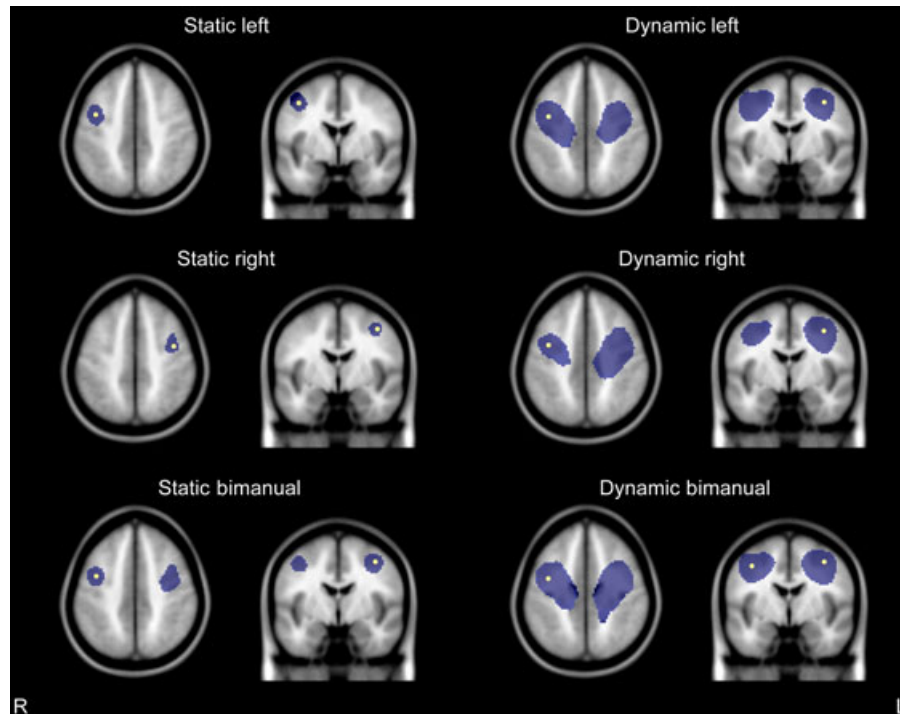 Static left
Dynamic left
Static right
Dynamic right
Static bimanual
Dynamic bimanual
R